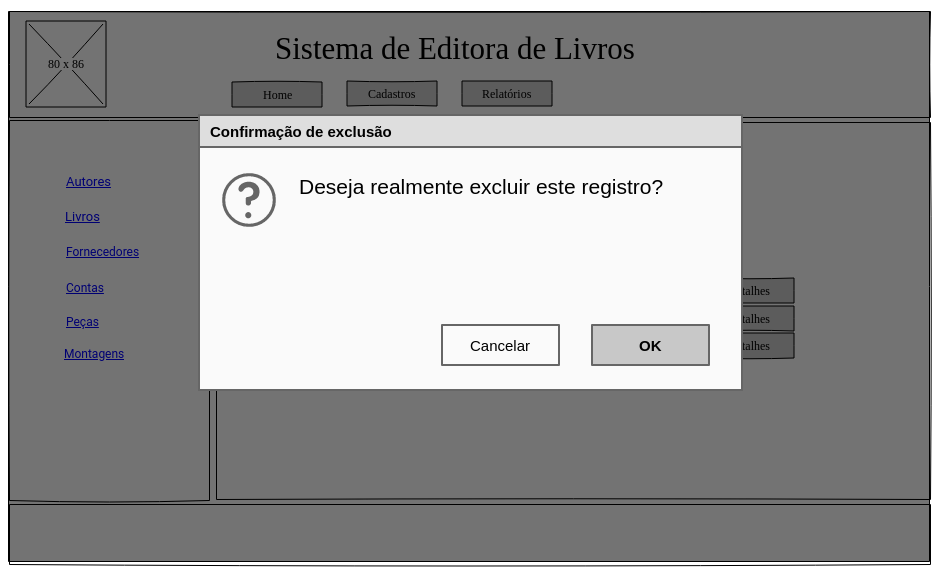 80 x 86
Sistema de Editora de Livros
Home
Cadastros
Relatórios
Confirmação de exclusão
Deseja realmente excluir este registro?
Cancelar
OK
Autores
Livros
Fornecedores
Contas
Peças
Montagens
talhes
talhes
talhes